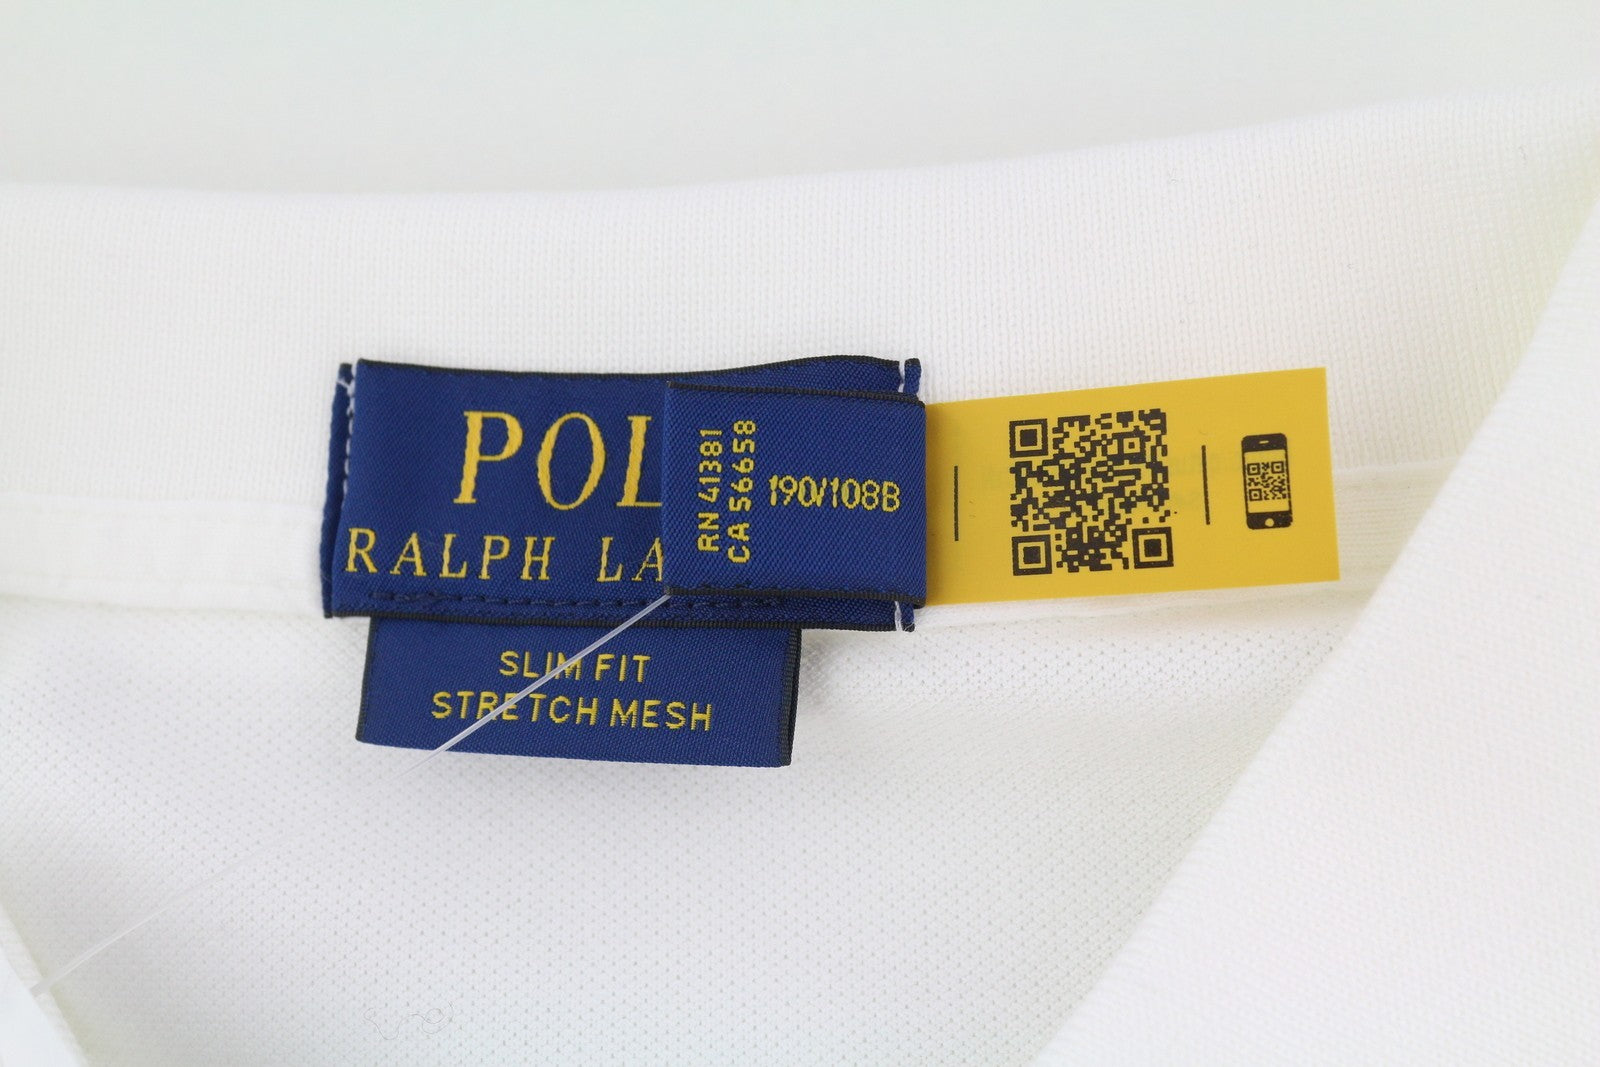 POL
RALPH LA
RN 41381
CA 56658
190/108B
SLIM FIT
STRETCH MESH